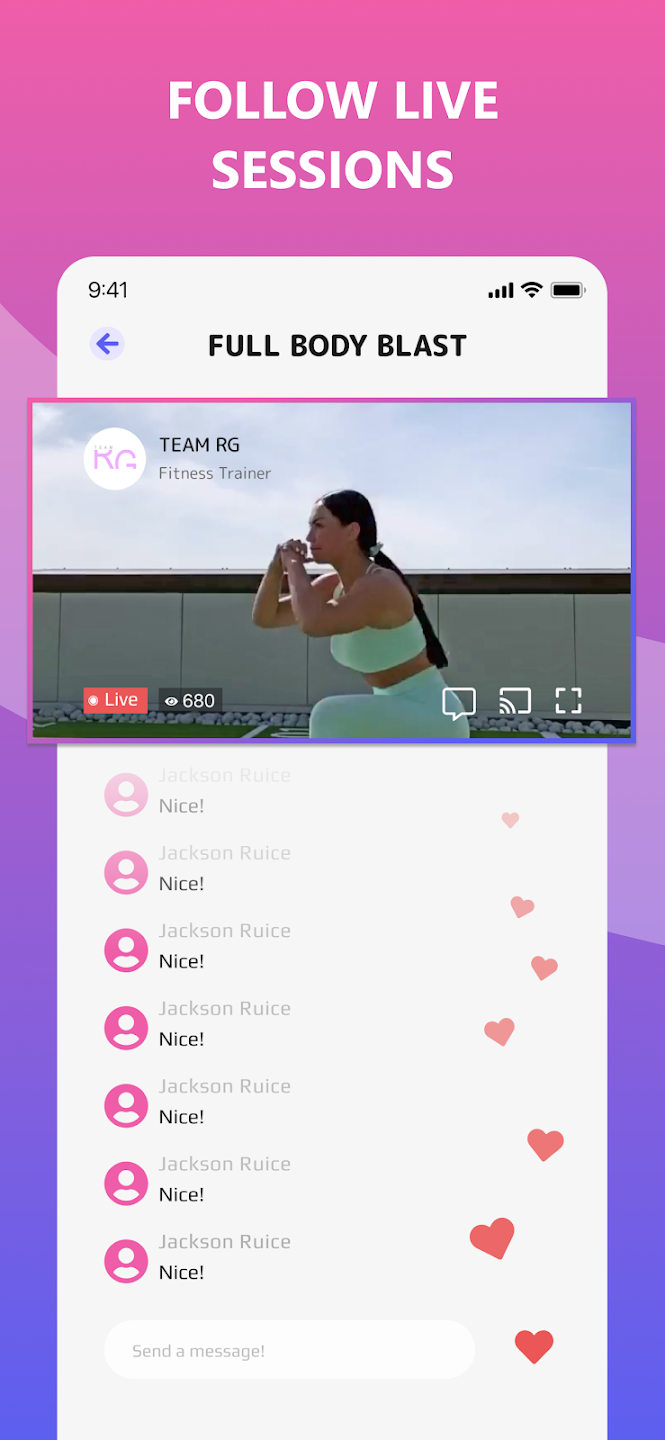 FOLLOW LIVE
SESSIONS
9:41
FULL BODY BLAST
TEAM
RG
TEAM RG
Fitness Trainer
Live
680
Jackson Ruice
Nice!
Jackson Ruice
Nice!
Jackson Ruice
Nice!
Jackson Ruice
Nice!
Jackson Ruice
Nice!
Jackson Ruice
Nice!
Jackson Ruice
Nice!
Send a message!